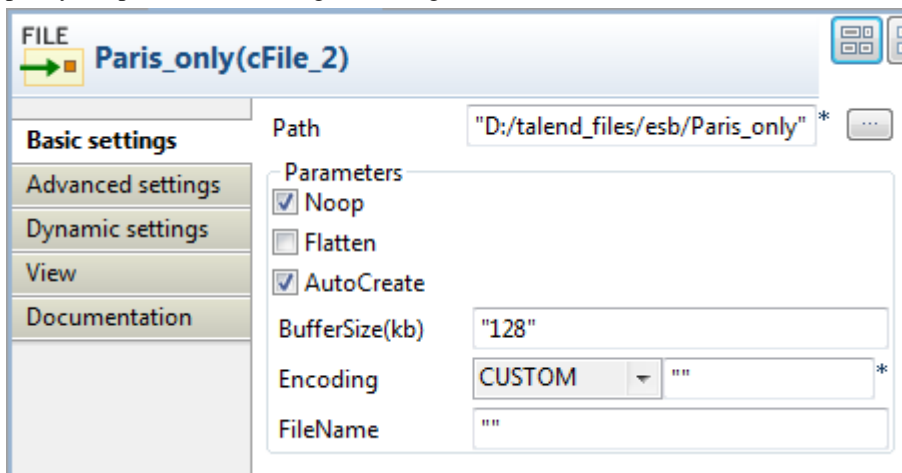 FILE
Paris_only(cFile_2)
Basic settings
Advanced settings
Dynamic settings
View
Documentation
Path "D:/talend_files/esb/Paris_only" * ...
Parameters
Noop
Flatten
AutoCreate
BufferSize(kb) "128"
Encoding CUSTOM "" *
FileName ""